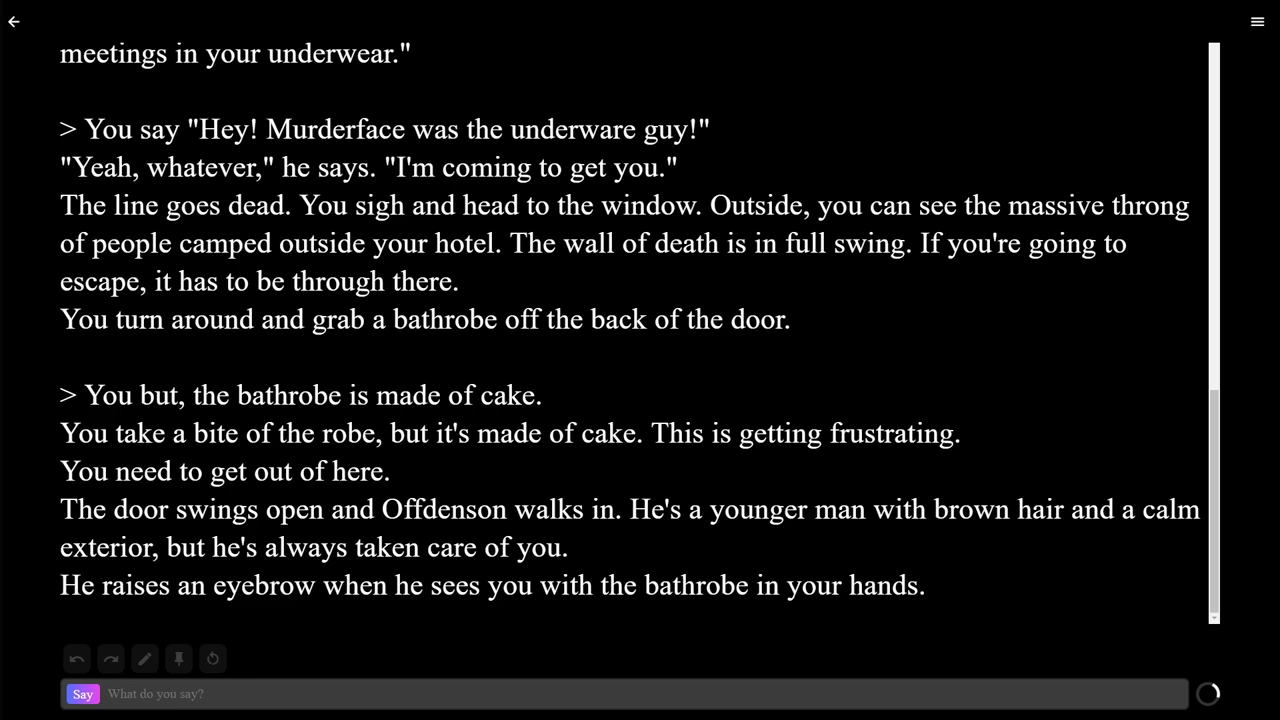 meetings in your underwear."
> You say "Hey! Murderface was the underware guy!"
"Yeah, whatever," he says. "I'm coming to get you."
The line goes dead. You sigh and head to the window. Outside, you can see the massive throng
of people camped outside your hotel. The wall of death is in full swing. If you're going to
escape, it has to be through there.
You turn around and grab a bathrobe off the back of the door.
> You but, the bathrobe is made of cake.
You take a bite of the robe, but it's made of cake. This is getting frustrating.
You need to get out of here.
The door swings open and Offdenson walks in. He's a younger man with brown hair and a calm
exterior, but he's always taken care of you.
He raises an eyebrow when he sees you with the bathrobe in your hands.
Say What do you say?